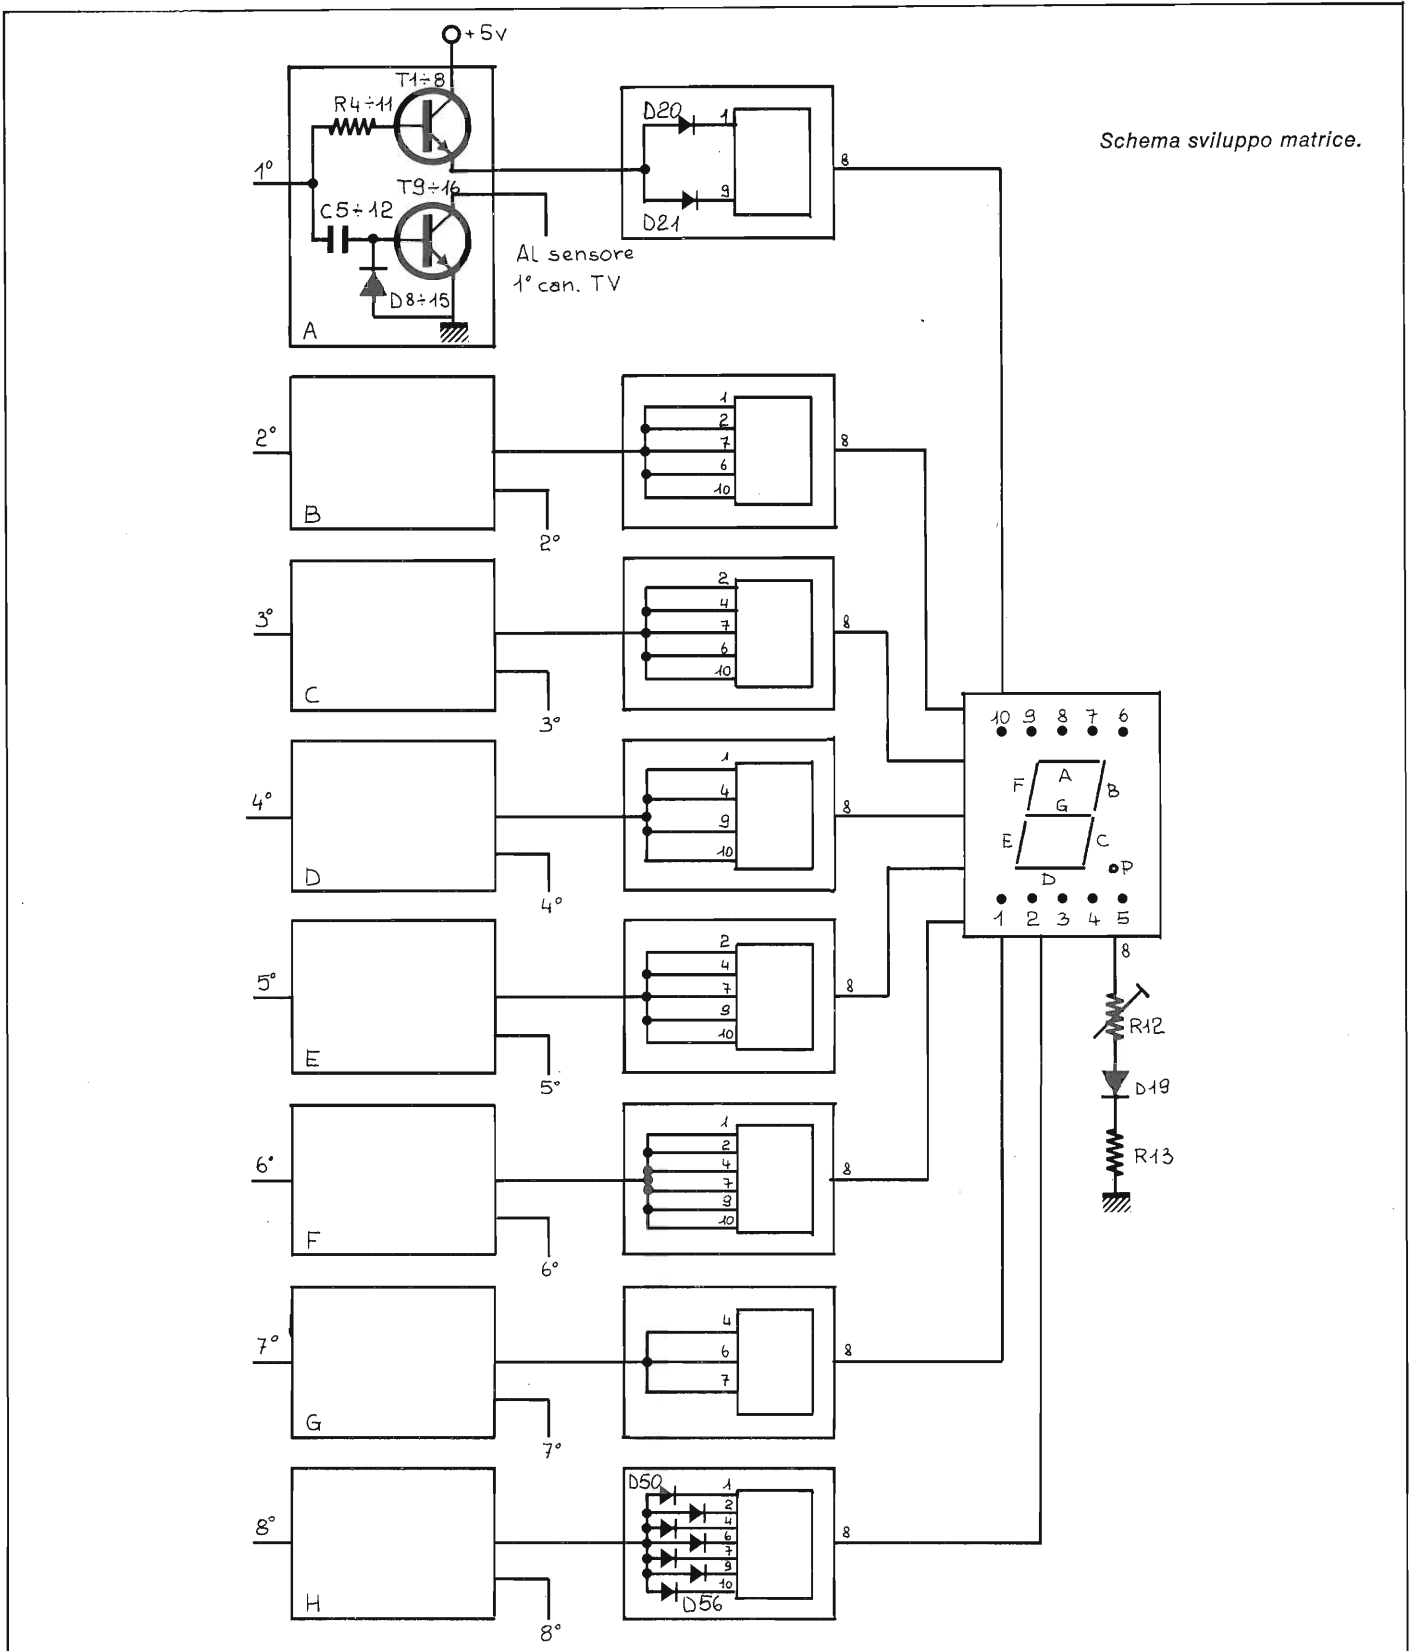 +5v
T1÷8
R4÷11
1°
T9÷16
C5÷12
D8÷15
A
Al sensore
1° can. TV
D20
1
9
D21
8
Schema sviluppo matrice.
2°
B
2°
1
2
7
6
10
8
3°
C
3°
2
4
7
6
10
8
4°
D
4°
1
4
9
10
8
5°
E
5°
2
4
7
9
10
8
6°
F
6°
1
2
4
7
9
10
8
7°
G
7°
4
6
7
8
8°
H
8°
D50
1
2
4
6
7
9
10
D56
8
10 9 8 7 6
A
F
B
G
E
C
D
P
1 2 3 4 5
8
R12
D19
R13